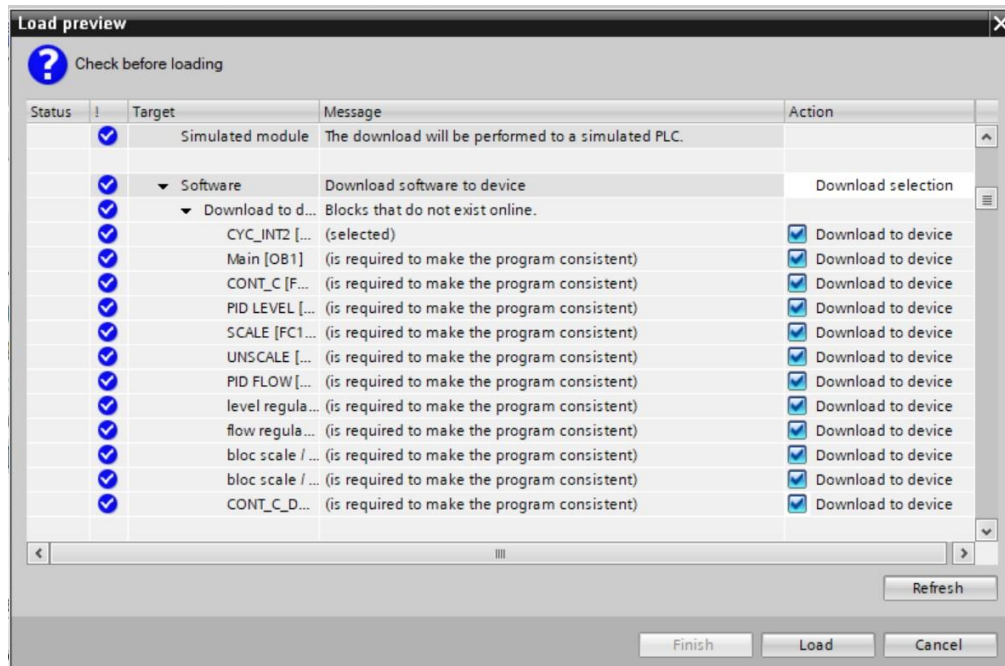 Load preview
Check before loading
Status ! Target Message Action
Simulated module The download will be performed to a simulated PLC.
Software Download software to device Download selection
Download to d... Blocks that do not exist online.
CYC_INT2 [... (selected) Download to device
Main [OB1] (is required to make the program consistent) Download to device
CONT_C [F... (is required to make the program consistent) Download to device
PID LEVEL [... (is required to make the program consistent) Download to device
SCALE [FC1... (is required to make the program consistent) Download to device
UNSCALE [... (is required to make the program consistent) Download to device
PID FLOW [... (is required to make the program consistent) Download to device
level regula... (is required to make the program consistent) Download to device
flow regula... (is required to make the program consistent) Download to device
bloc scale / ... (is required to make the program consistent) Download to device
bloc scale / ... (is required to make the program consistent) Download to device
CONT_C_D... (is required to make the program consistent) Download to device
Refresh
Finish Load Cancel